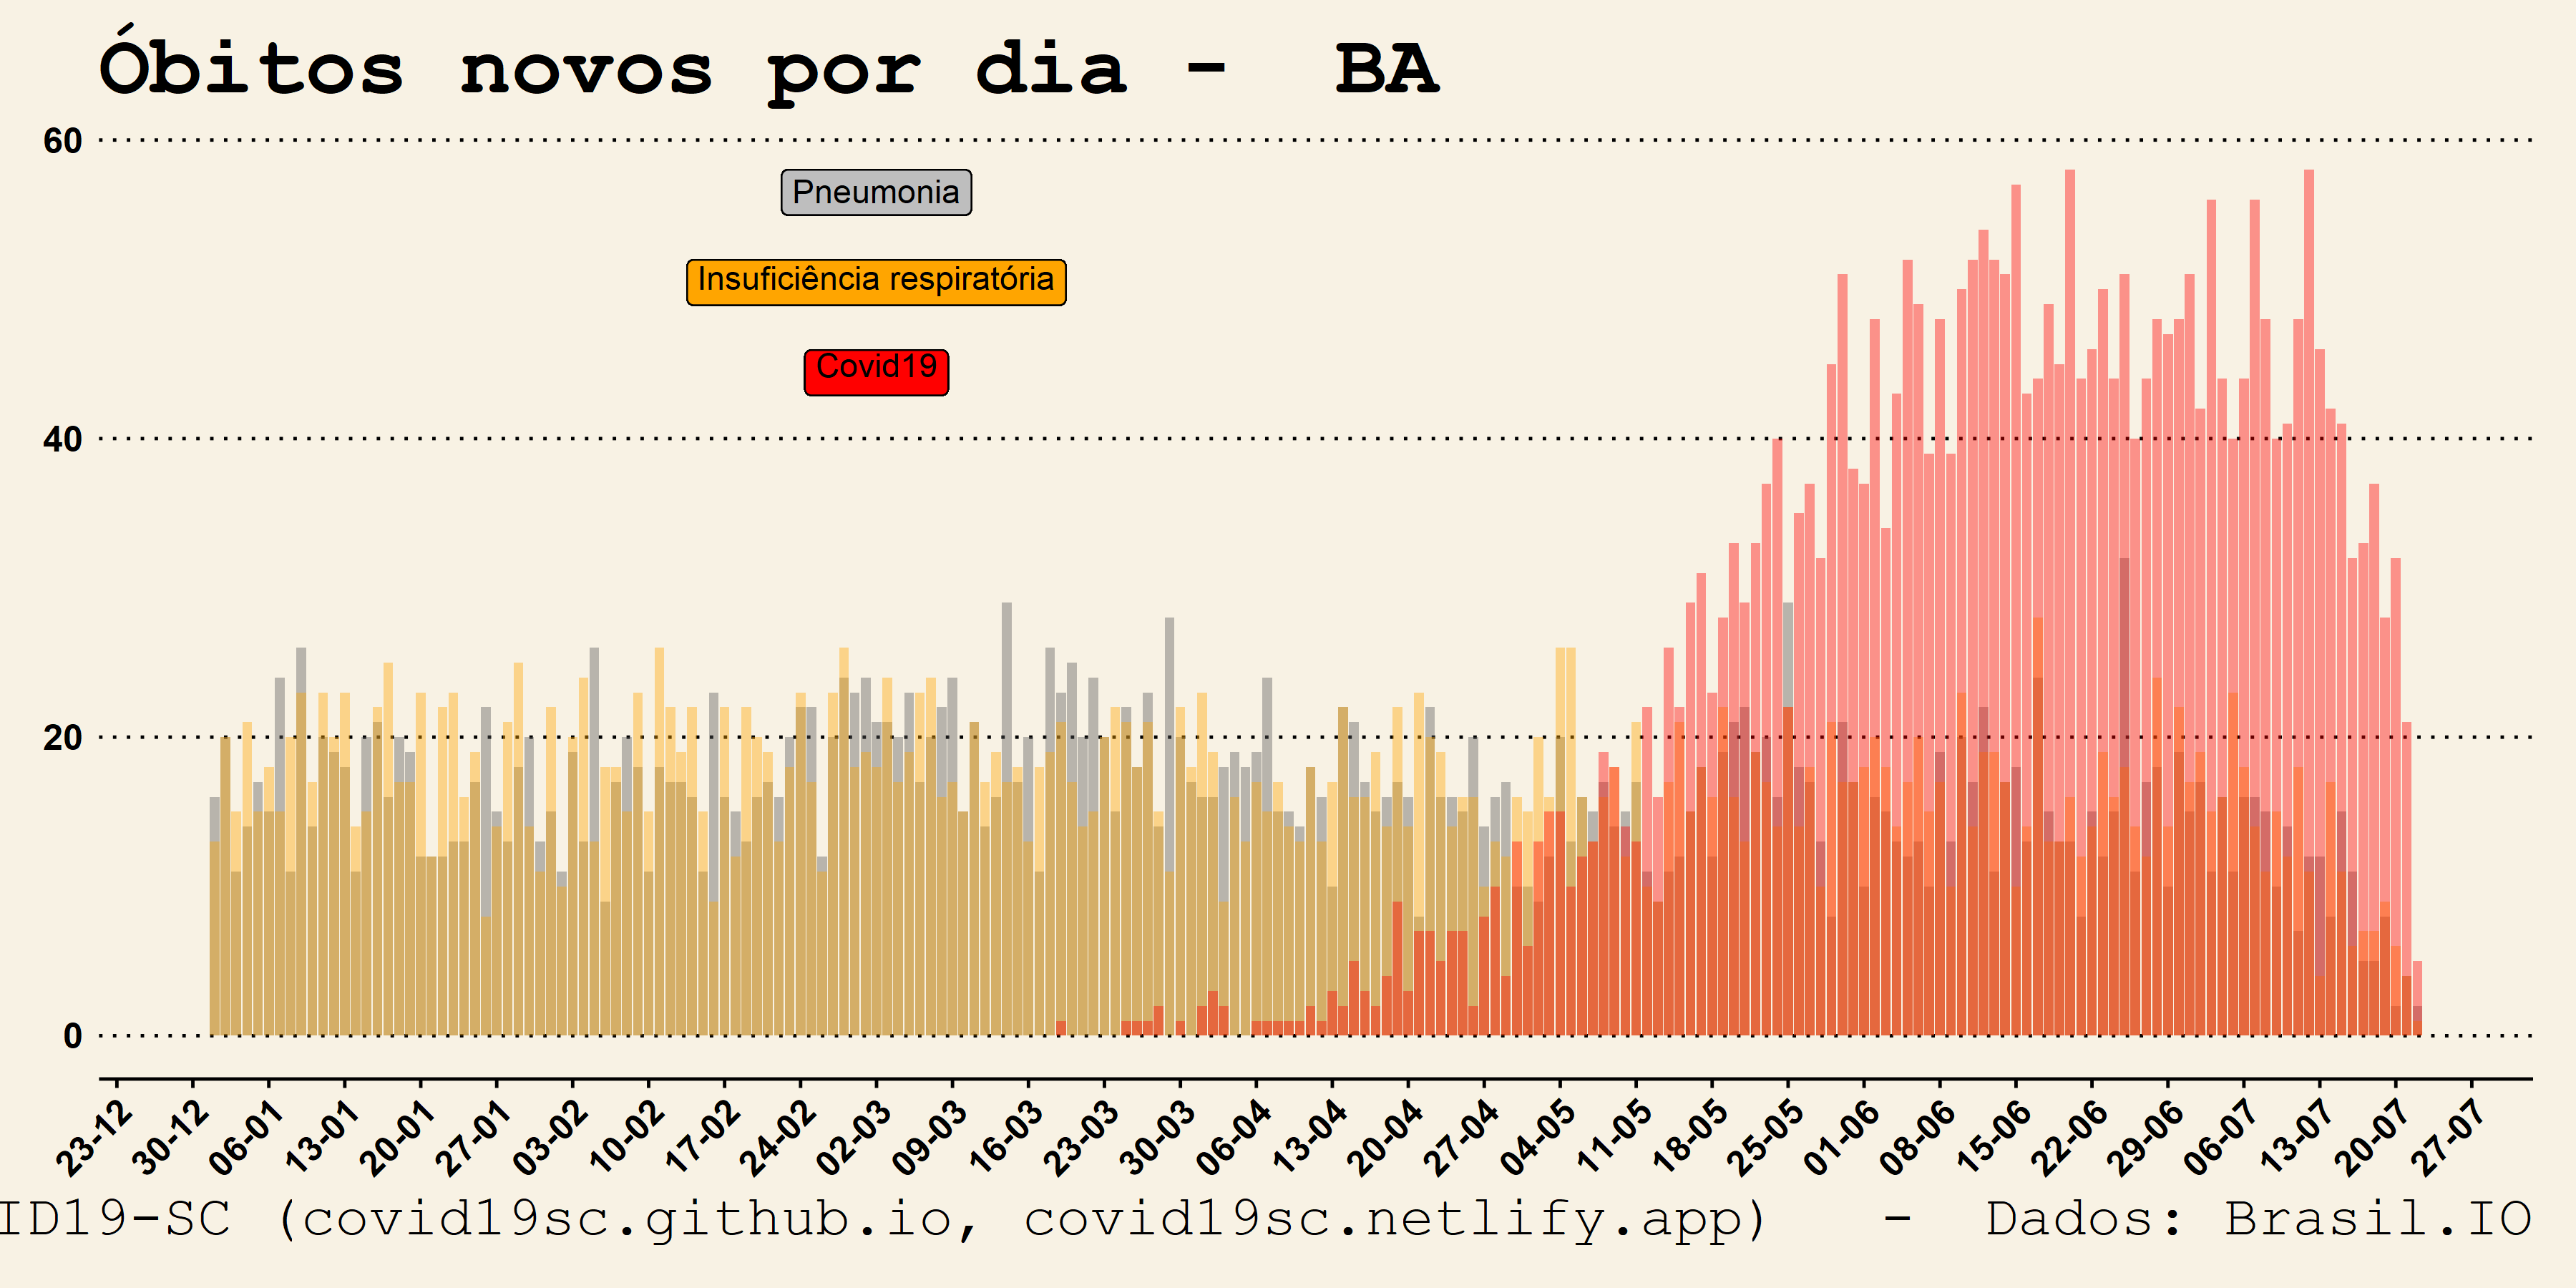 Óbitos novos por dia - BA
60
Pneumonia
Insuficiência respiratória
Covid19
40
20
0
23-12 30-12 06-01 13-01 20-01 27-01 03-02 10-02 17-02 24-02 02-03 09-03 16-03 23-03 30-03 06-04 13-04 20-04 27-04 04-05 11-05 18-05 25-05 01-06 08-06 15-06 22-06 29-06 06-07 13-07 20-07 27-07
ID19-SC (covid19sc.github.io, covid19sc.netlify.app) - Dados: Brasil.IO